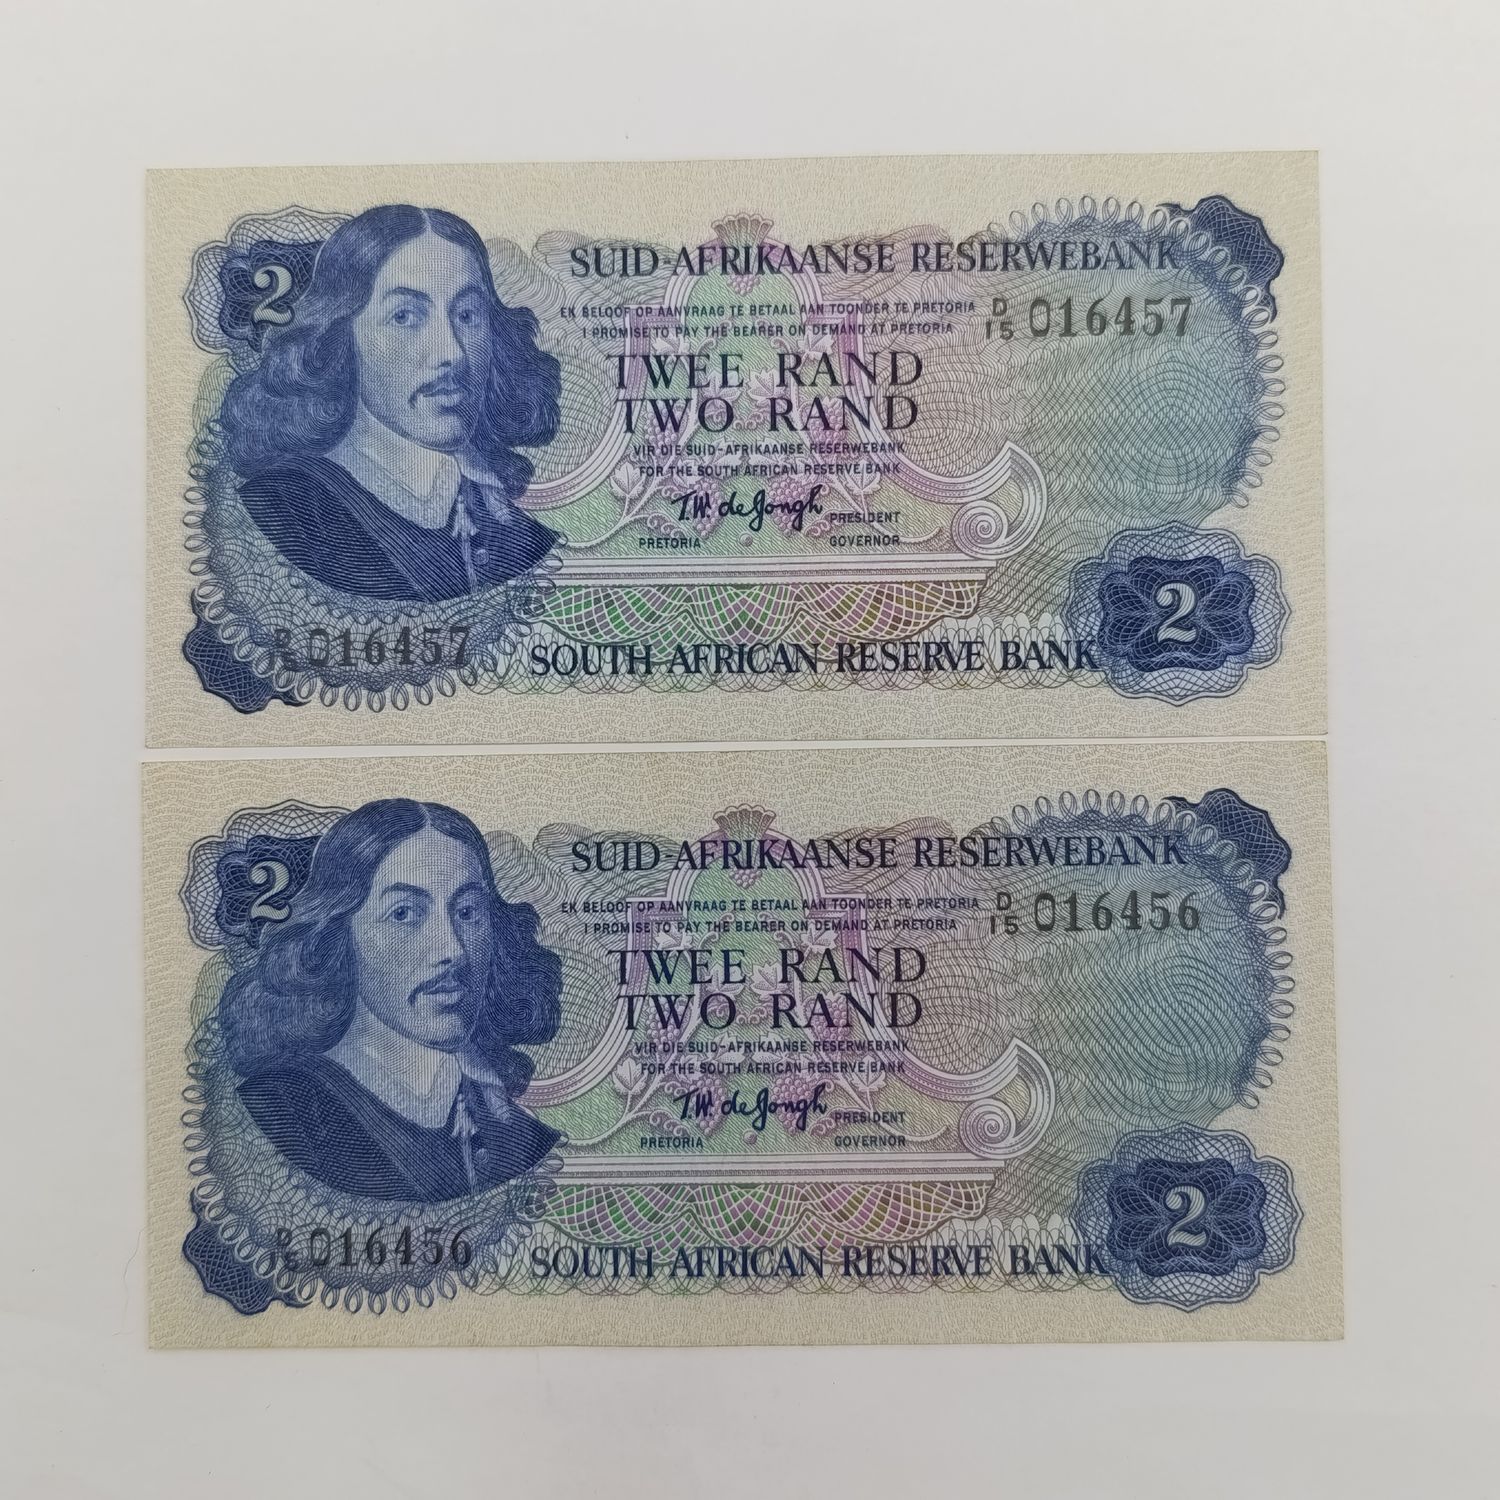 2
SUID-AFRIKAANSE RESERWEBANK
EK BELOOF OP AANVRAAG TE BETAAL AAN TOONDER TE PRETORIA
I PROMISE TO PAY THE BEARER ON DEMAND AT PRETORIA
D/15 016457
TWEE RAND
TWO RAND
VIR DIE SUID-AFRIKAANSE RESERWEBANK
FOR THE SOUTH AFRICAN RESERVE BANK
T.W. de Jongh
PRESIDENT
PRETORIA GOVERNOR
2
D/15 016457
SOUTH AFRICAN RESERVE BANK
2
SUID-AFRIKAANSE RESERWEBANK
EK BELOOF OP AANVRAAG TE BETAAL AAN TOONDER TE PRETORIA
I PROMISE TO PAY THE BEARER ON DEMAND AT PRETORIA
D/15 016456
TWEE RAND
TWO RAND
VIR DIE SUID-AFRIKAANSE RESERWEBANK
FOR THE SOUTH AFRICAN RESERVE BANK
T.W. de Jongh
PRESIDENT
PRETORIA GOVERNOR
2
D/15 016456
SOUTH AFRICAN RESERVE BANK